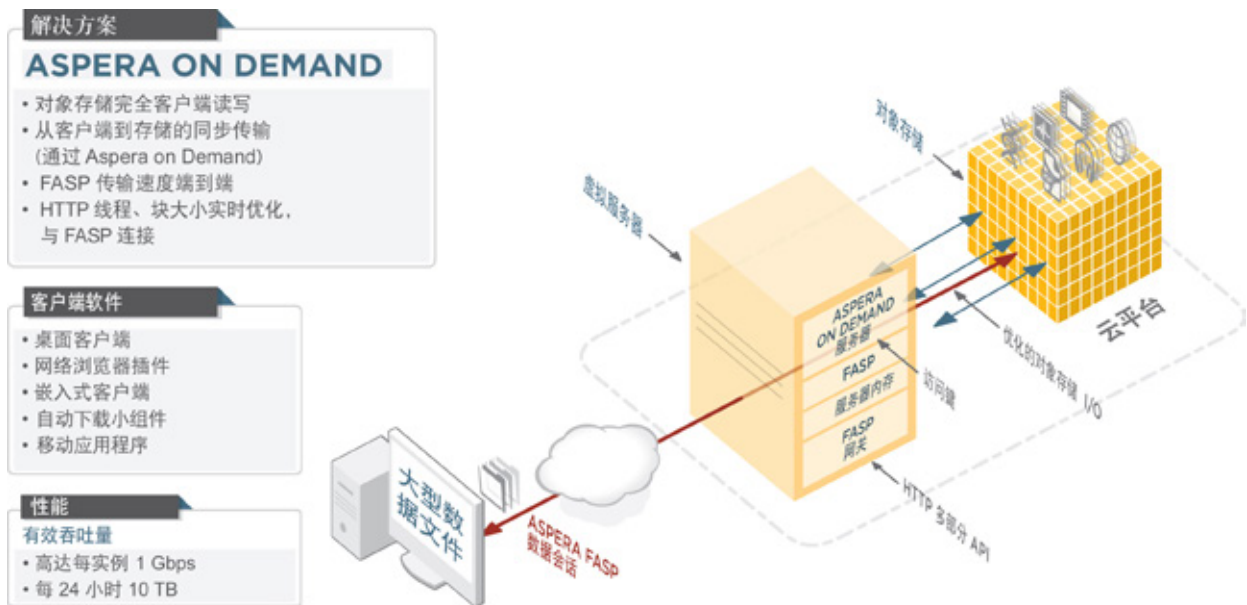 解决方案
ASPERA ON DEMAND
• 对象存储完全客户端读写
• 从客户端到存储的同步传输
(通过 Aspera on Demand)
• FASP 传输速度端到端
• HTTP 线程、块大小实时优化，
与 FASP 连接
客户端软件
• 桌面客户端
• 网络浏览器插件
• 嵌入式客户端
• 自动下载小组件
• 移动应用程序
性能
有效吞吐量
• 高达每实例 1 Gbps
• 每 24 小时 10 TB
对象存储
虚拟服务器
ASPERA
ON DEMAND
服务器
FASP
服务器内存
FASP
网关
云平台
优化的对象存储 I/O
访问键
HTTP 多部分 API
大型数
据文件
ASPERA FASP
数据会话